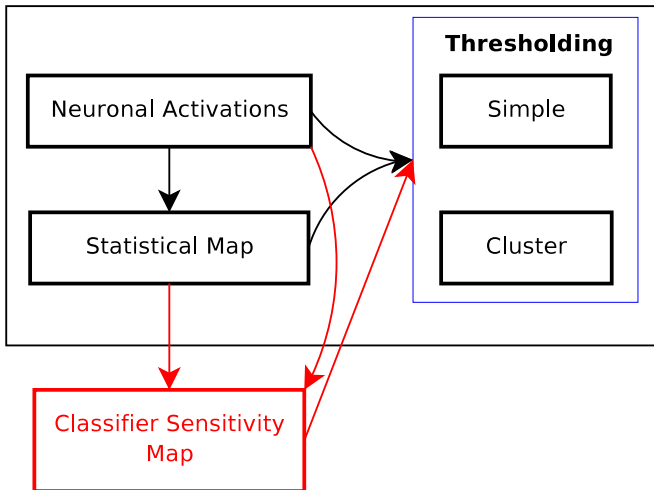 Thresholding
Neuronal Activations
Simple
Statistical Map
Cluster
Classifier Sensitivity
Map